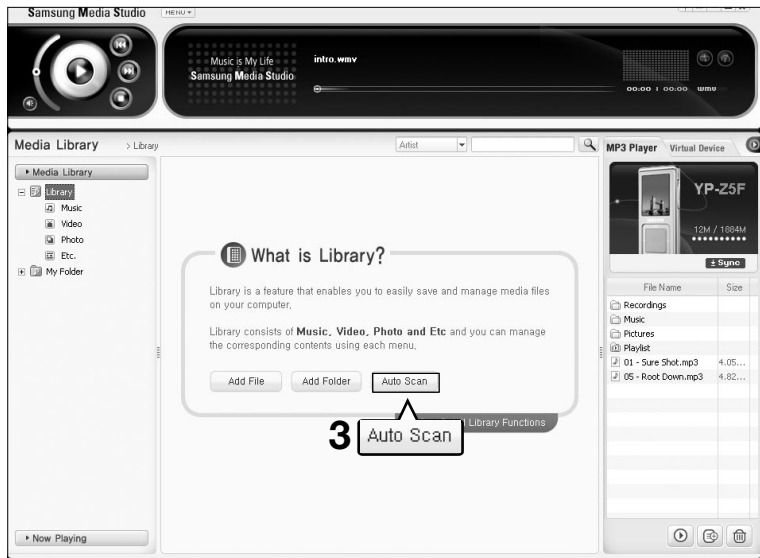 Samsung Media Studio
MENU
Music is My Life
Samsung Media Studio
intro.wmv
00:00 | 00:00 wmv
Media Library > Library
Artist
MP3 Player
Virtual Device
Media Library
Library
Music
Video
Photo
Etc.
My Folder
YP-Z5F
12M / 1884M
Sync
What is Library?
Library is a feature that enables you to easily save and manage media files
on your computer.
Library consists of Music, Video, Photo and Etc and you can manage
the corresponding contents using each menu.
Add File
Add Folder
Auto Scan
Library Functions
3
Auto Scan
File Name Size
Recordings
Music
Pictures
Playlist
01 - Sure Shot.mp3 4.05...
05 - Root Down.mp3 4.82...
Now Playing